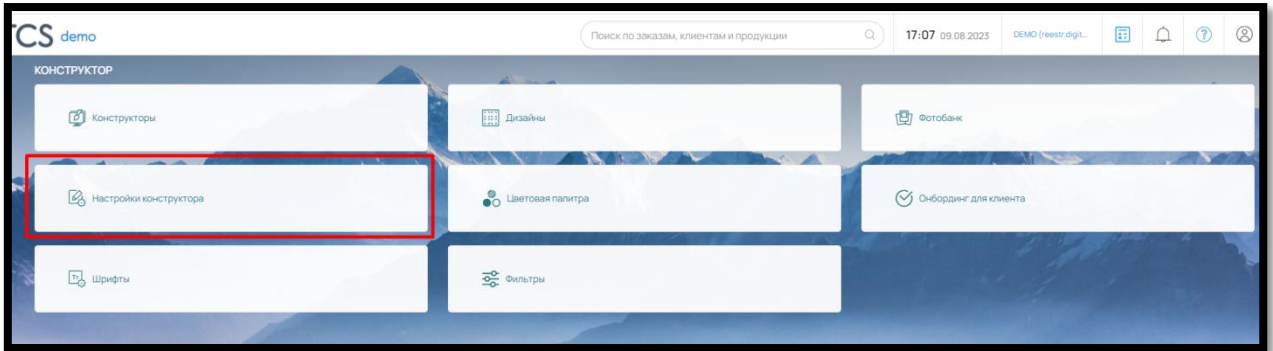 TCS demo
Поиск по заказам, клиентам и продукции
17:07 09.08.2023
DEMO (reestr.digit...
КОНСТРУКТОР
Конструкторы
Дизайны
Фотобанк
Настройки конструктора
Цветовая палитра
Онбординг для клиента
Шрифты
Фильтры